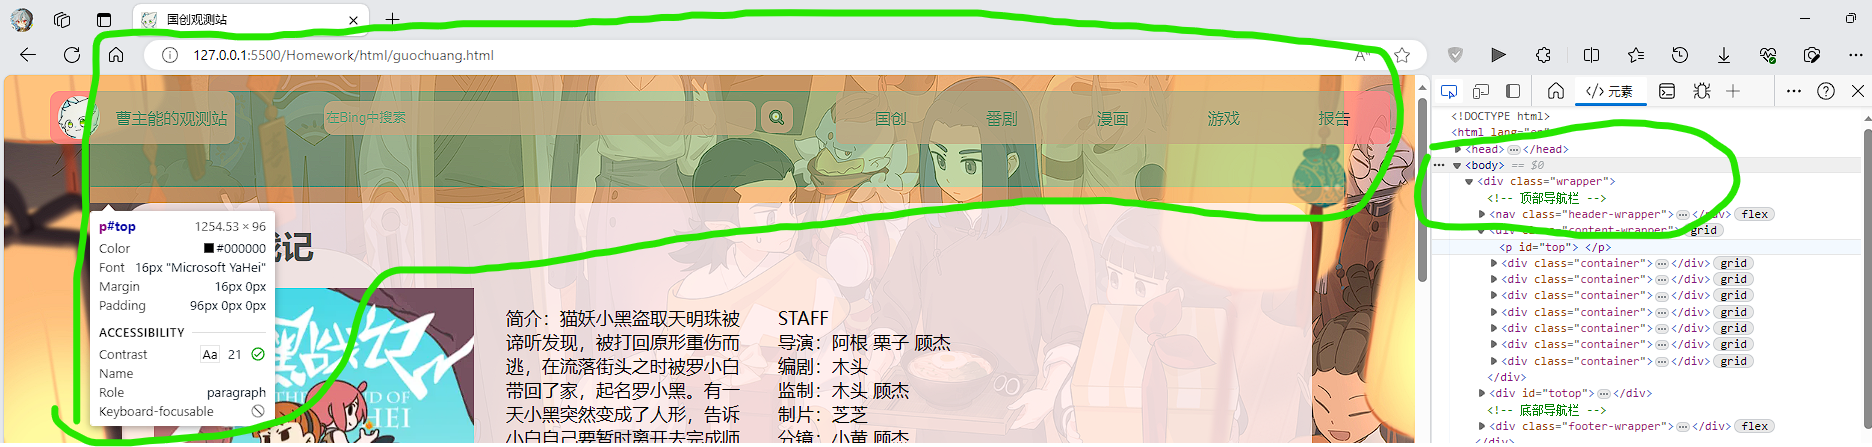 国创观测站
127.0.0.1:5500/Homework/html/guochuang.html
曹主能的观测站
在Bing中搜索
国创
番剧
漫画
游戏
报告
战记
p#top 1254.53 × 96
Color #000000
Font 16px "Microsoft YaHei"
Margin 16px 0px
Padding 96px 0px 0px
ACCESSIBILITY
Contrast Aa 21
Name
Role paragraph
Keyboard-focusable
黑战记
THE LEGEND OF
HEI
简介：猫妖小黑盗取天明珠被
谛听发现，被打回原形重伤而
逃，在流落街头之时被罗小白
带回了家，起名罗小黑。有一
天小黑突然变成了人形，告诉
小白自己要暂时离开去完成师
STAFF
导演：阿根 栗子 顾杰
编剧：木头
监制：木头 顾杰
制片：芝芝
分镜：小黄 顾杰
元素
<!DOCTYPE html>
<html lang="en">
<head> ··· </head>
··· <body> == $0
<div class="wrapper">
<!-- 顶部导航栏 -->
<nav class="header-wrapper"> ··· </nav> flex
<div class="content-wrapper"> grid
<p id="top"> </p>
<div class="container"> ··· </div> grid
<div class="container"> ··· </div> grid
<div class="container"> ··· </div> grid
<div class="container"> ··· </div> grid
<div class="container"> ··· </div> grid
<div class="container"> ··· </div> grid
<div class="container"> ··· </div> grid
</div>
<div id="totop"> ··· </div>
<!-- 底部导航栏 -->
<div class="footer-wrapper"> ··· </div> flex
</div>